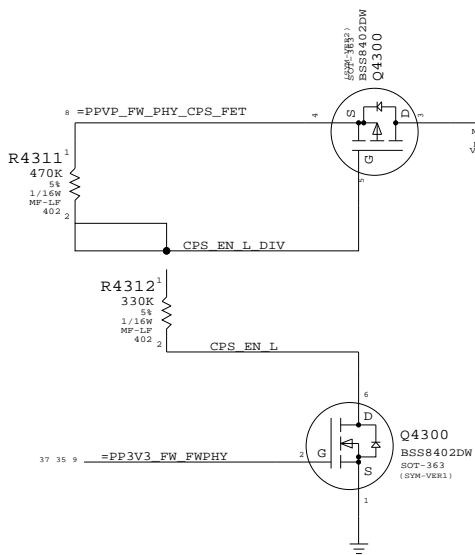 (SYM-VER2)
SOT-363
BSS8402DW
Q4300
8 =PPVP_FW_PHY_CPS_FET
4
S
D
3
G
5
R4311
1
470K
5%
1/16W
MF-LF
402
2
CPS_EN_L_DIV
R4312
1
330K
5%
1/16W
MF-LF
402
2
CPS_EN_L
6
D
Q4300
BSS8402DW
SOT-363
(SYM-VER1)
37 35 9 =PP3V3_FW_FWPHY
2
G
S
1